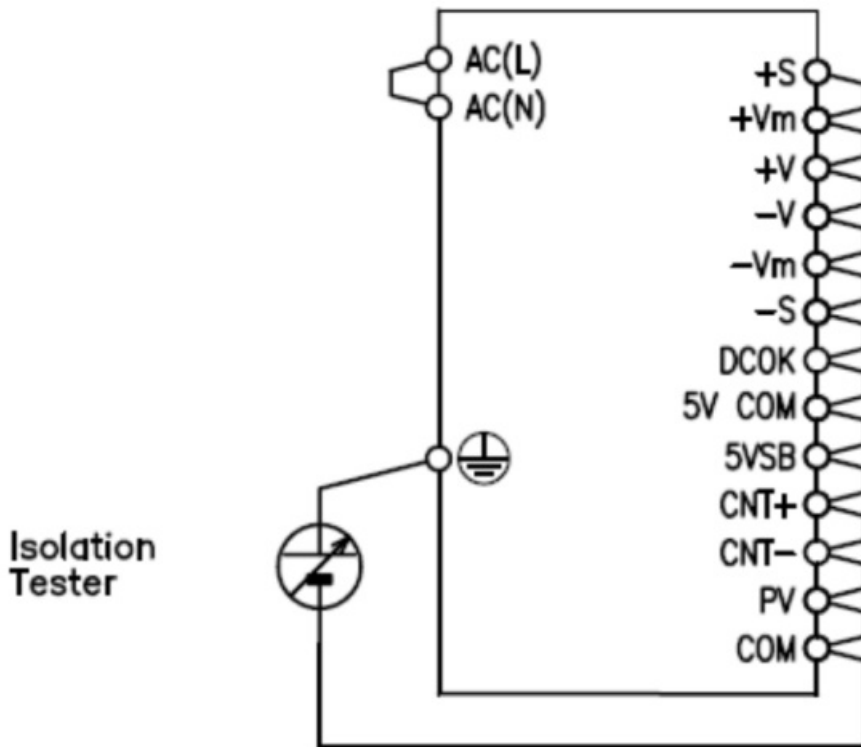 AC(L)
AC(N)
+S
+Vm
+V
-V
-Vm
-S
DCOK
5V COM
5VSB
CNT+
CNT-
PV
COM
Isolation
Tester